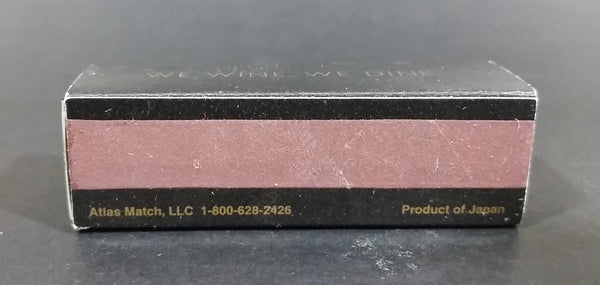 WE WINE. WE DINE.
Atlas Match, LLC 1-800-628-2426
Product of Japan